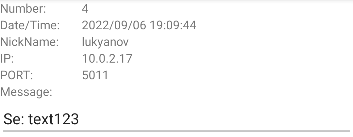 Number: 4
Date/Time: 2022/09/06 19:09:44
NickName: lukyanov
IP: 10.0.2.17
PORT: 5011
Message:
Se: text123